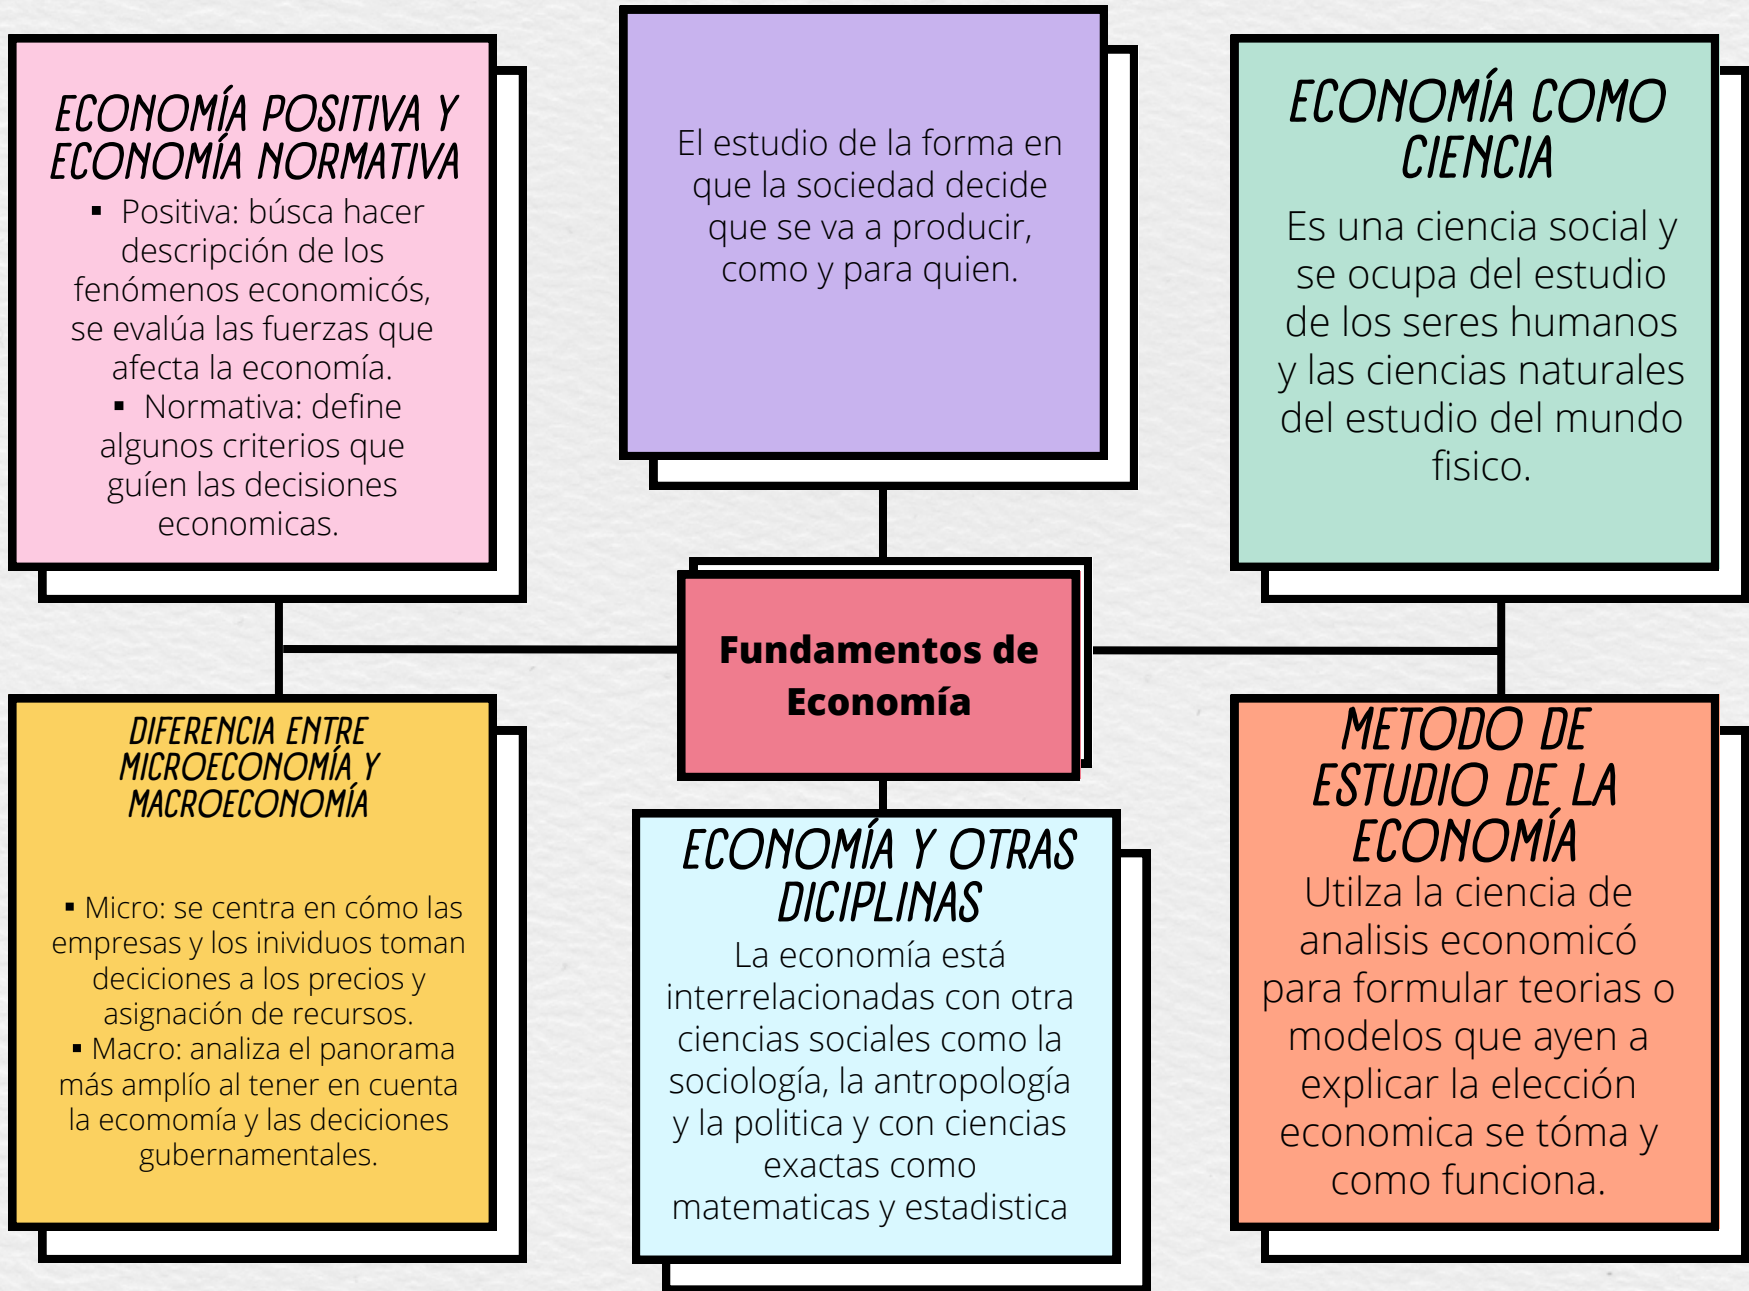 ECONOMÍA POSITIVA Y
ECONOMÍA NORMATIVA
▪ Positiva: búsca hacer
descripción de los
fenómenos economicós,
se evalúa las fuerzas que
afecta la economía.
▪ Normativa: define
algunos criterios que
guíen las decisiones
economicas.
El estudio de la forma en
que la sociedad decide
que se va a producir,
como y para quien.
ECONOMÍA COMO
CIENCIA
Es una ciencia social y
se ocupa del estudio
de los seres humanos
y las ciencias naturales
del estudio del mundo
fisico.
Fundamentos de
Economía
DIFERENCIA ENTRE
MICROECONOMÍA Y
MACROECONOMÍA
▪ Micro: se centra en cómo las
empresas y los inividuos toman
deciciones a los precios y
asignación de recursos.
▪ Macro: analiza el panorama
más amplío al tener en cuenta
la ecomomía y las deciciones
gubernamentales.
ECONOMÍA Y OTRAS
DICIPLINAS
La economía está
interrelacionadas con otra
ciencias sociales como la
sociología, la antropología
y la politica y con ciencias
exactas como
matematicas y estadistica
METODO DE
ESTUDIO DE LA
ECONOMÍA
Utilza la ciencia de
analisis economicó
para formular teorias o
modelos que ayen a
explicar la elección
economica se tóma y
como funciona.